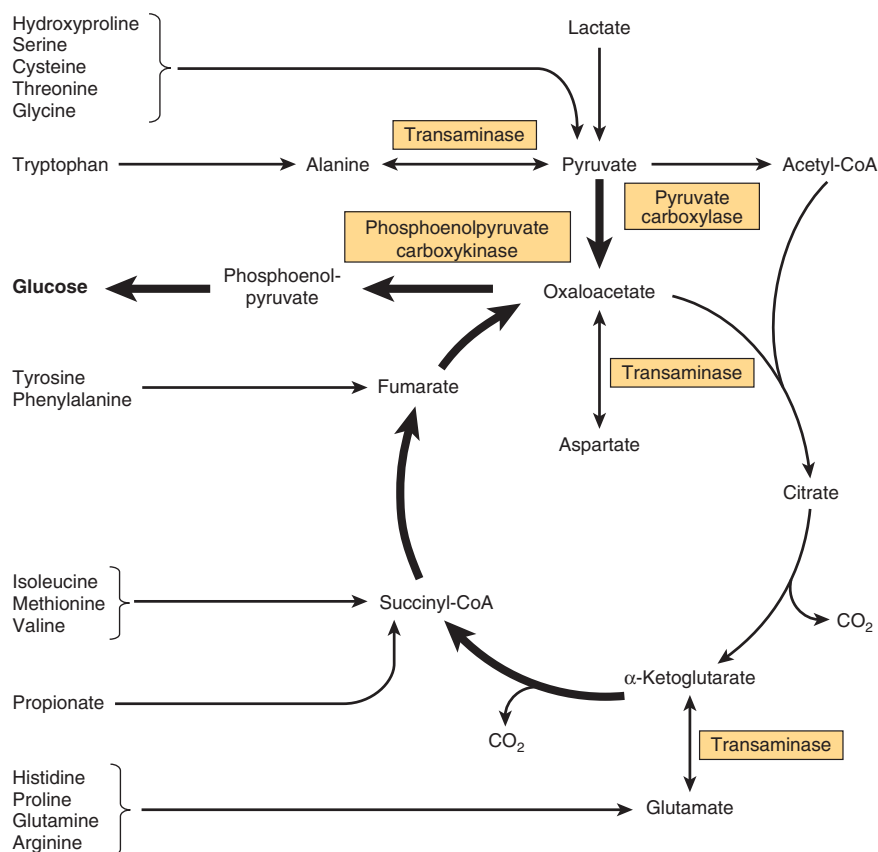 Hydroxyproline
Serine
Cysteine
Threonine
Glycine
Lactate
Transaminase
Tryptophan
Alanine
Pyruvate
Acetyl-CoA
Pyruvate
carboxylase
Phosphoenolpyruvate
carboxykinase
Glucose
Phosphoenol-
pyruvate
Oxaloacetate
Tyrosine
Phenylalanine
Fumarate
Transaminase
Aspartate
Citrate
Isoleucine
Methionine
Valine
Succinyl-CoA
CO₂
α-Ketoglutarate
Propionate
CO₂
Transaminase
Histidine
Proline
Glutamine
Arginine
Glutamate